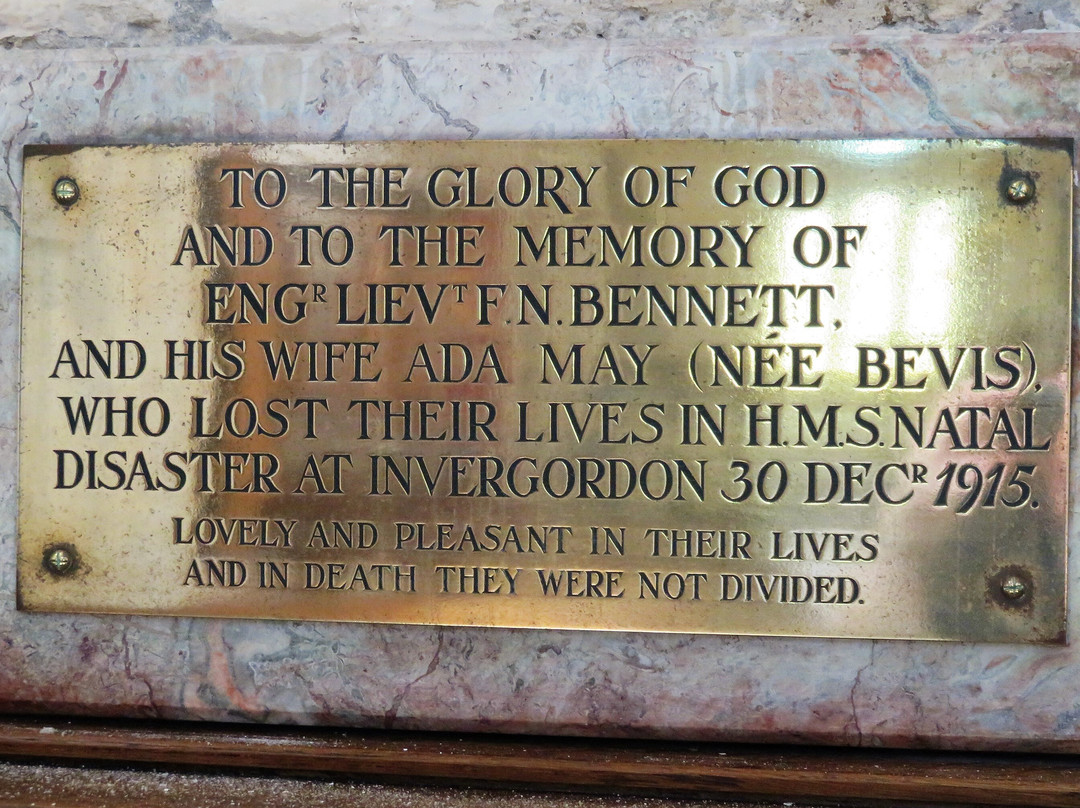 TO THE GLORY OF GOD
AND TO THE MEMORY OF
ENGᴿ LIEVᵀ F.N. BENNETT,
AND HIS WIFE ADA MAY (NÉE BEVIS),
WHO LOST THEIR LIVES IN H.M.S. NATAL
DISASTER AT INVERGORDON 30 DECᴿ 1915.
LOVELY AND PLEASANT IN THEIR LIVES
AND IN DEATH THEY WERE NOT DIVIDED.